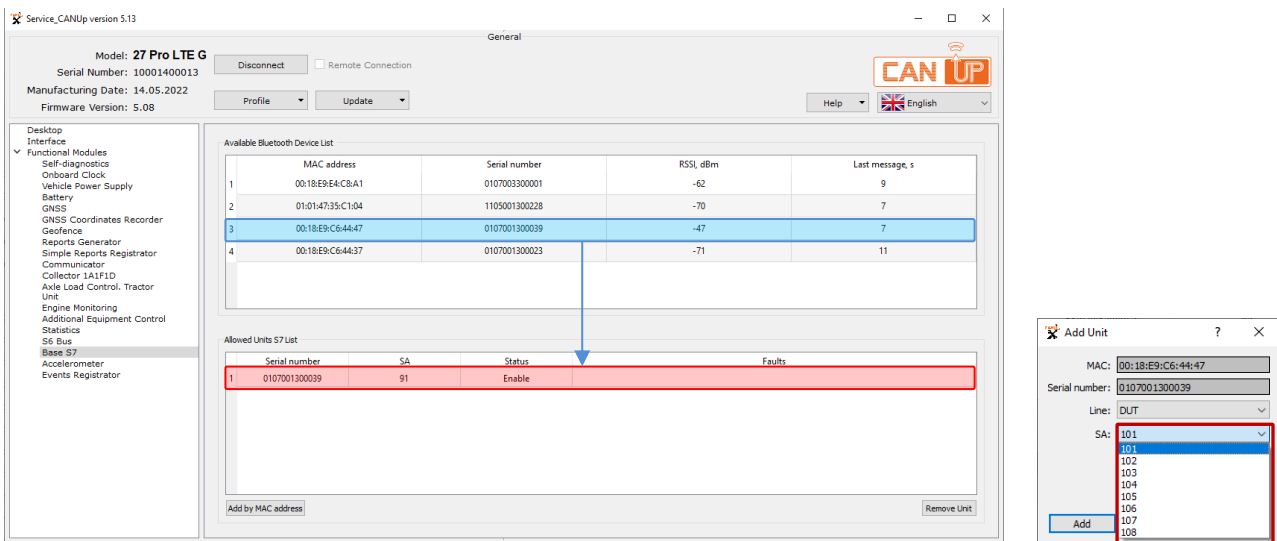 Service_CANUp version 5.13
General
Model: 27 Pro LTE G
Serial Number: 10001400013
Manufacturing Date: 14.05.2022
Firmware Version: 5.08
Disconnect
Remote Connection
Profile
Update
CAN UP
Help
English
Desktop
Interface
Functional Modules
Self-diagnostics
Onboard Clock
Vehicle Power Supply
Battery
GNSS
GNSS Coordinates Recorder
Geofence
Reports Generator
Simple Reports Registrator
Communicator
Collector 1A1F1D
Axle Load Control. Tractor
Unit
Engine Monitoring
Additional Equipment Control
Statistics
S6 Bus
Base S7
Accelerometer
Events Registrator
Available Bluetooth Device List
MAC address Serial number RSSI, dBm Last message, s
1 00:18:E9:E4:C8:A1 0107003300001 -62 9
2 01:01:47:35:C1:04 1105001300228 -70 7
3 00:18:E9:C6:44:47 0107001300039 -47 7
4 00:18:E9:C6:44:37 0107001300023 -71 11
Allowed Units S7 List
Serial number SA Status Faults
1 0107001300039 91 Enable
Add by MAC address
Remove Unit
Add Unit ?
MAC: 00:18:E9:C6:44:47
Serial number: 0107001300039
Line: DUT
SA: 101
101
102
103
104
105
106
107
108
Add